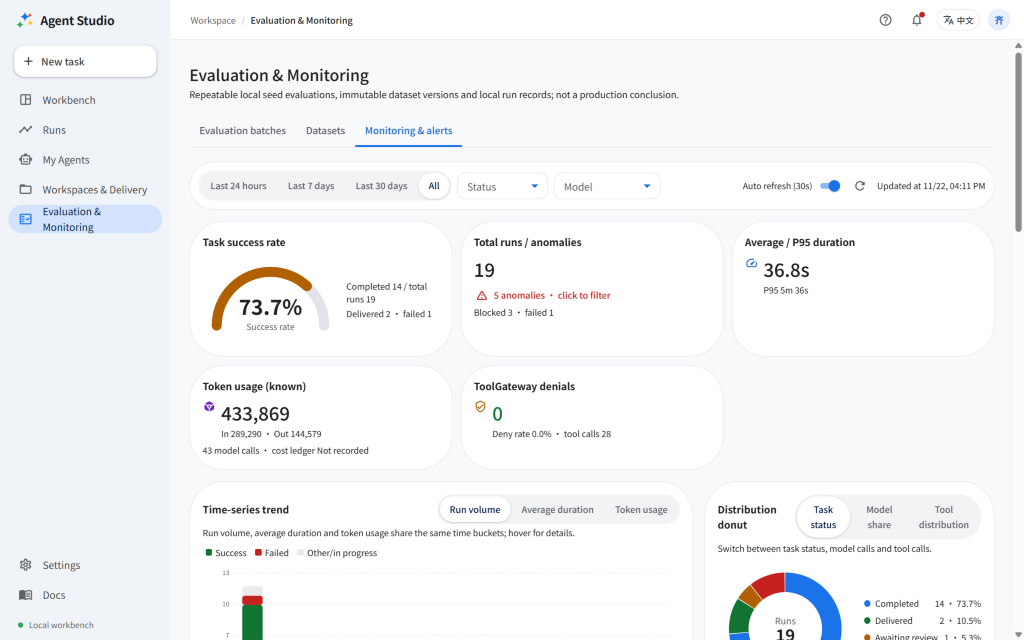 Agent Studio
Workspace / Evaluation & Monitoring
中文
齐
New task
Workbench
Runs
My Agents
Workspaces & Delivery
Evaluation &
Monitoring
Settings
Docs
Local workbench
Evaluation & Monitoring
Repeatable local seed evaluations, immutable dataset versions and local run records; not a production conclusion.
Evaluation batches
Datasets
Monitoring & alerts
Last 24 hours
Last 7 days
Last 30 days
All
Status
Model
Auto refresh (30s)
Updated at 11/22, 04:11 PM
Task success rate
73.7%
Success rate
Completed 14 / total
runs 19
Delivered 2 • failed 1
Total runs / anomalies
19
5 anomalies • click to filter
Blocked 3 • failed 1
Average / P95 duration
36.8s
P95 5m 36s
Token usage (known)
433,869
In 289,290 • Out 144,579
43 model calls • cost ledger Not recorded
ToolGateway denials
0
Deny rate 0.0% • tool calls 28
Time-series trend
Run volume
Average duration
Token usage
Run volume, average duration and token usage share the same time buckets; hover for details.
Success
Failed
Other/in progress
13
10
7
Distribution
donut
Task
status
Model
share
Tool
distribution
Switch between task status, model calls and tool calls.
Runs
19
Completed 14 • 73.7%
Delivered 2 • 10.5%
Awaiting review 1 • 5.3%